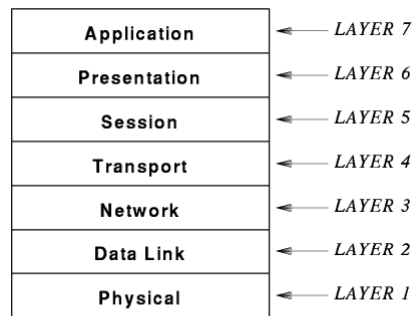 Application LAYER 7
Presentation LAYER 6
Session LAYER 5
Transport LAYER 4
Network LAYER 3
Data Link LAYER 2
Physical LAYER 1